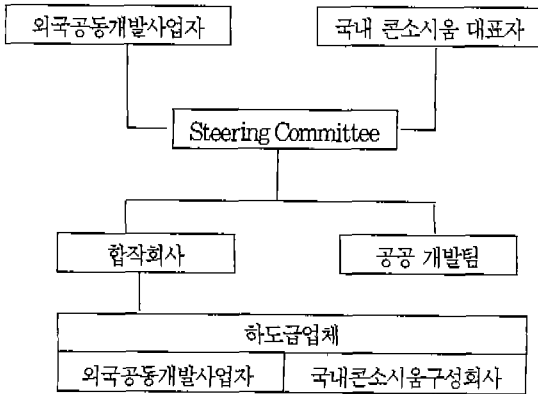 외국공동개발사업자
국내 콘소시움 대표자
Steering Committee
합작회사
공공 개발팀
하도급업체
외국공동개발사업자
국내콘소시움구성회사